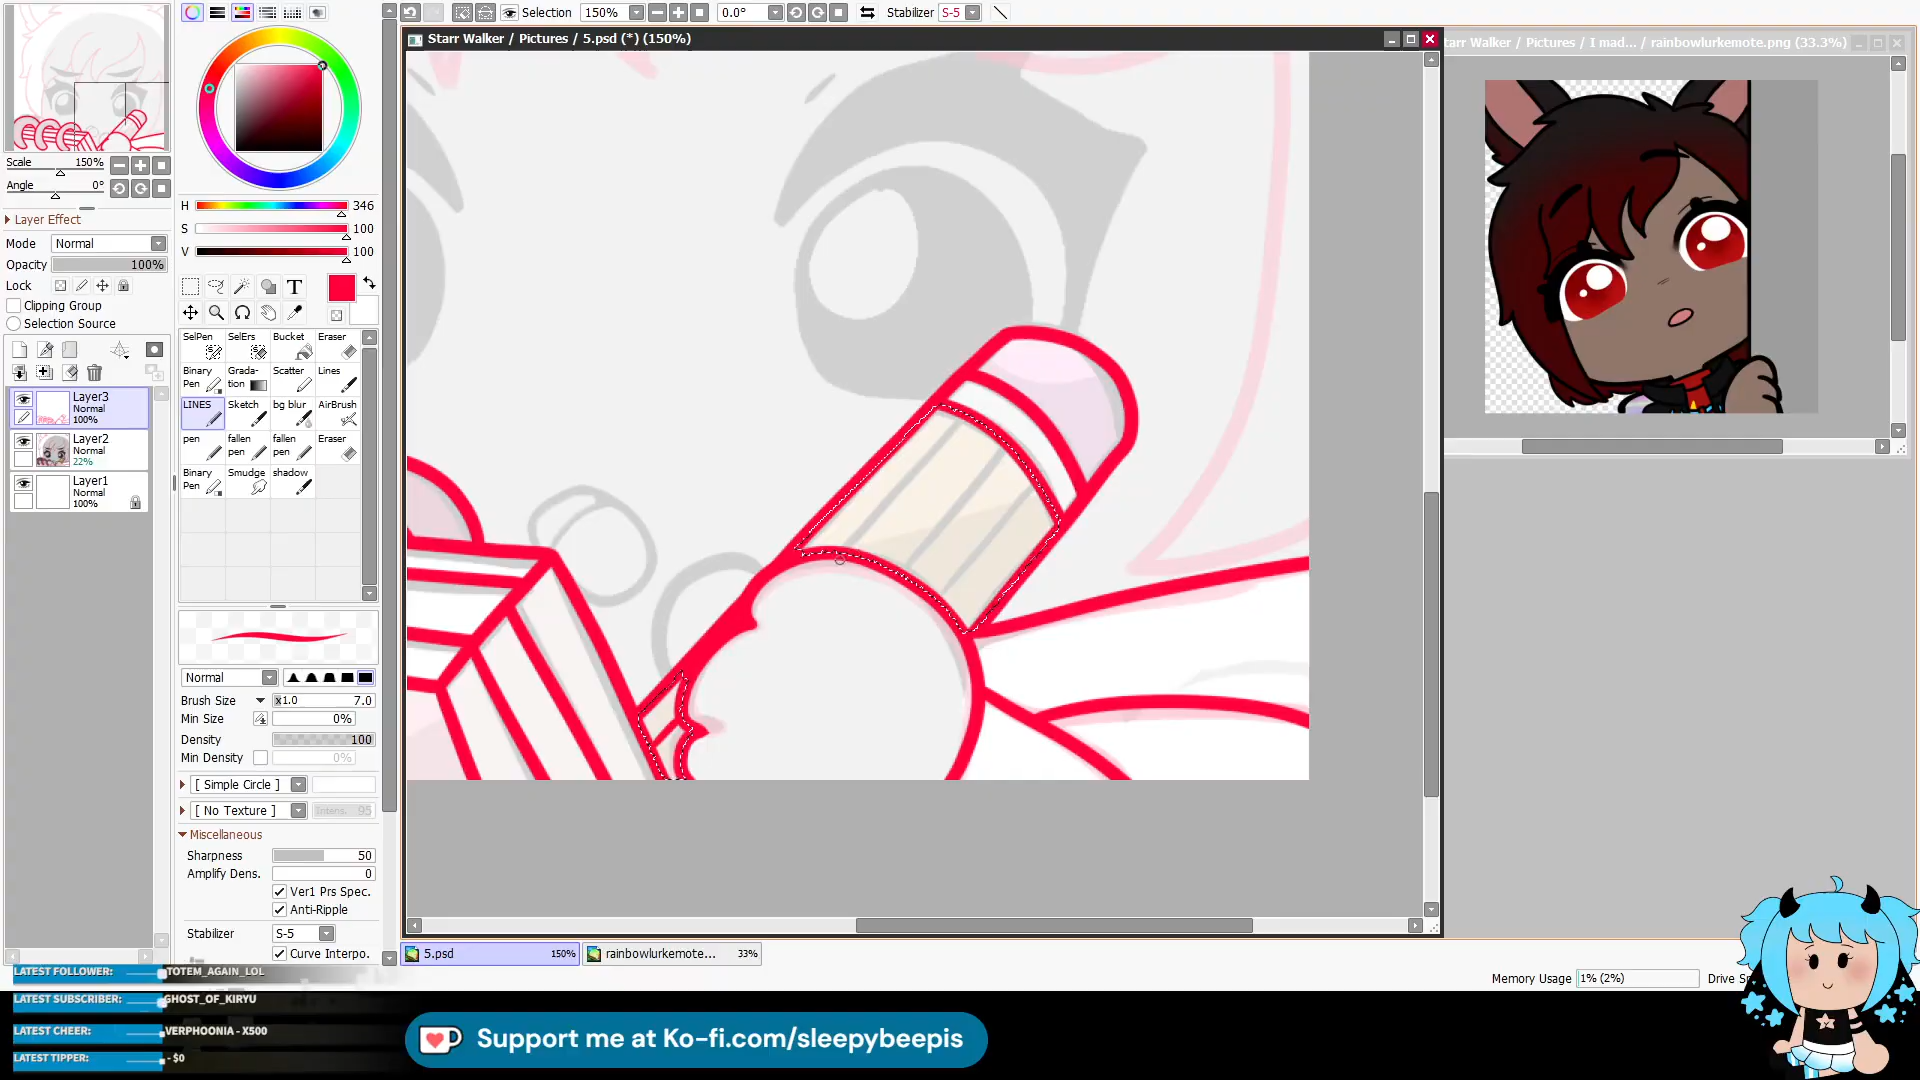 Selection 150% 0.0° Stabilizer S-5
Starr Walker / Pictures / 5.psd (*) (150%)
tarr Walker / Pictures / I mad... / rainbowlurkemote.png (33.3%)
Scale 150%
Angle 0°
Layer Effect
Mode Normal
Opacity 100%
Lock
Clipping Group
Selection Source
Layer3
Normal
100%
Layer2
Normal
22%
Layer1
Normal
100%
H 346
S 100
V 100
T
SelPen SelErs Bucket Eraser
Binary Pen Grada-tion Scatter Lines
LINES Sketch bg blur AirBrush
pen fallen pen fallen pen Eraser
Binary Pen Smudge shadow
Normal
Brush Size x1.0 7.0
Min Size 0%
Density 100
Min Density 0%
[ Simple Circle ]
[ No Texture ] Intens. 95
Miscellaneous
Sharpness 50
Amplify Dens. 0
Ver1 Prs Spec.
Anti-Ripple
Stabilizer S-5
Curve Interpo.
5.psd 150%
rainbowlurkemote... 33%
Memory Usage 1% (2%)
LATEST FOLLOWER: TOTEM_AGAIN_LOL
LATEST SUBSCRIBER: GHOST_OF_KIRYU
LATEST CHEER: VERPHOONIA - X500
LATEST TIPPER: - $0
Support me at Ko-fi.com/sleepybeepis